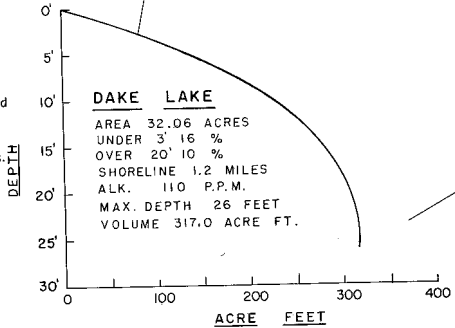 0'
5'
10'
15'
20'
25'
30'
DEPTH
d
DAKE LAKE
AREA 32.06 ACRES
UNDER 3' 16 %
OVER 20' 10 %
SHORELINE 1.2 MILES
ALK. 110 P.P.M.
MAX. DEPTH 26 FEET
VOLUME 317.0 ACRE FT.
0 100 200 300 400
ACRE FEET